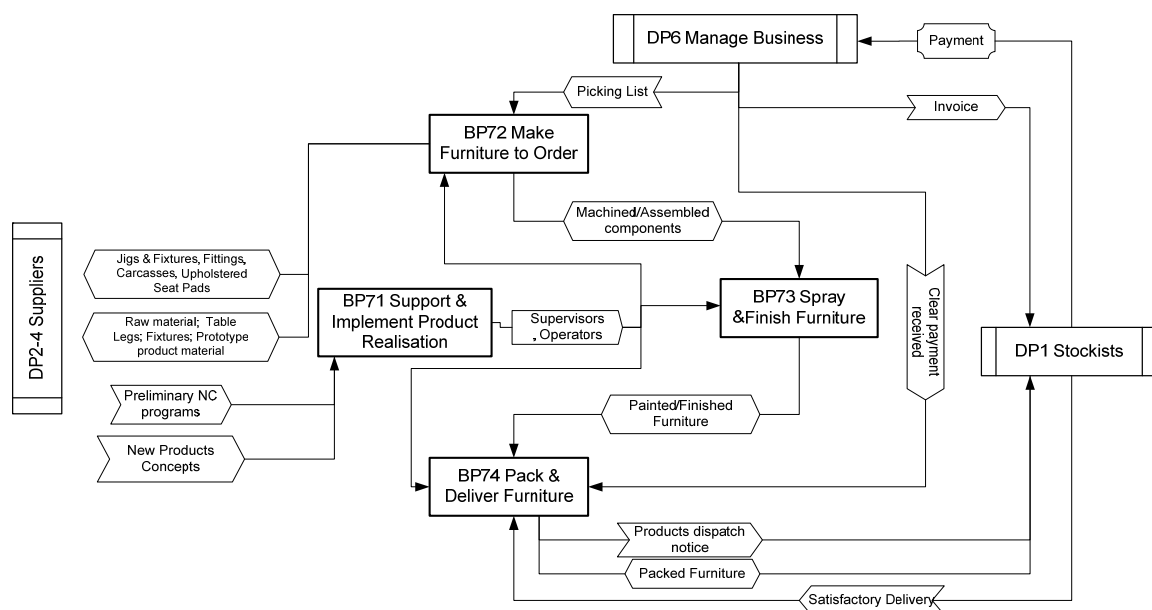 DP6 Manage Business
Payment
Picking List
Invoice
BP72 Make
Furniture to Order
Machined/Assembled
components
DP2-4 Suppliers
Jigs & Fixtures, Fittings,
Carcasses, Upholstered
Seat Pads
BP71 Support &
Implement Product
Realisation
Supervisors
, Operators
BP73 Spray
&Finish Furniture
Clear payment
received
Raw material; Table
Legs; Fixtures; Prototype
product material
DP1 Stockists
Preliminary NC
programs
Painted/Finished
Furniture
New Products
Concepts
BP74 Pack &
Deliver Furniture
Products dispatch
notice
Packed Furniture
Satisfactory Delivery